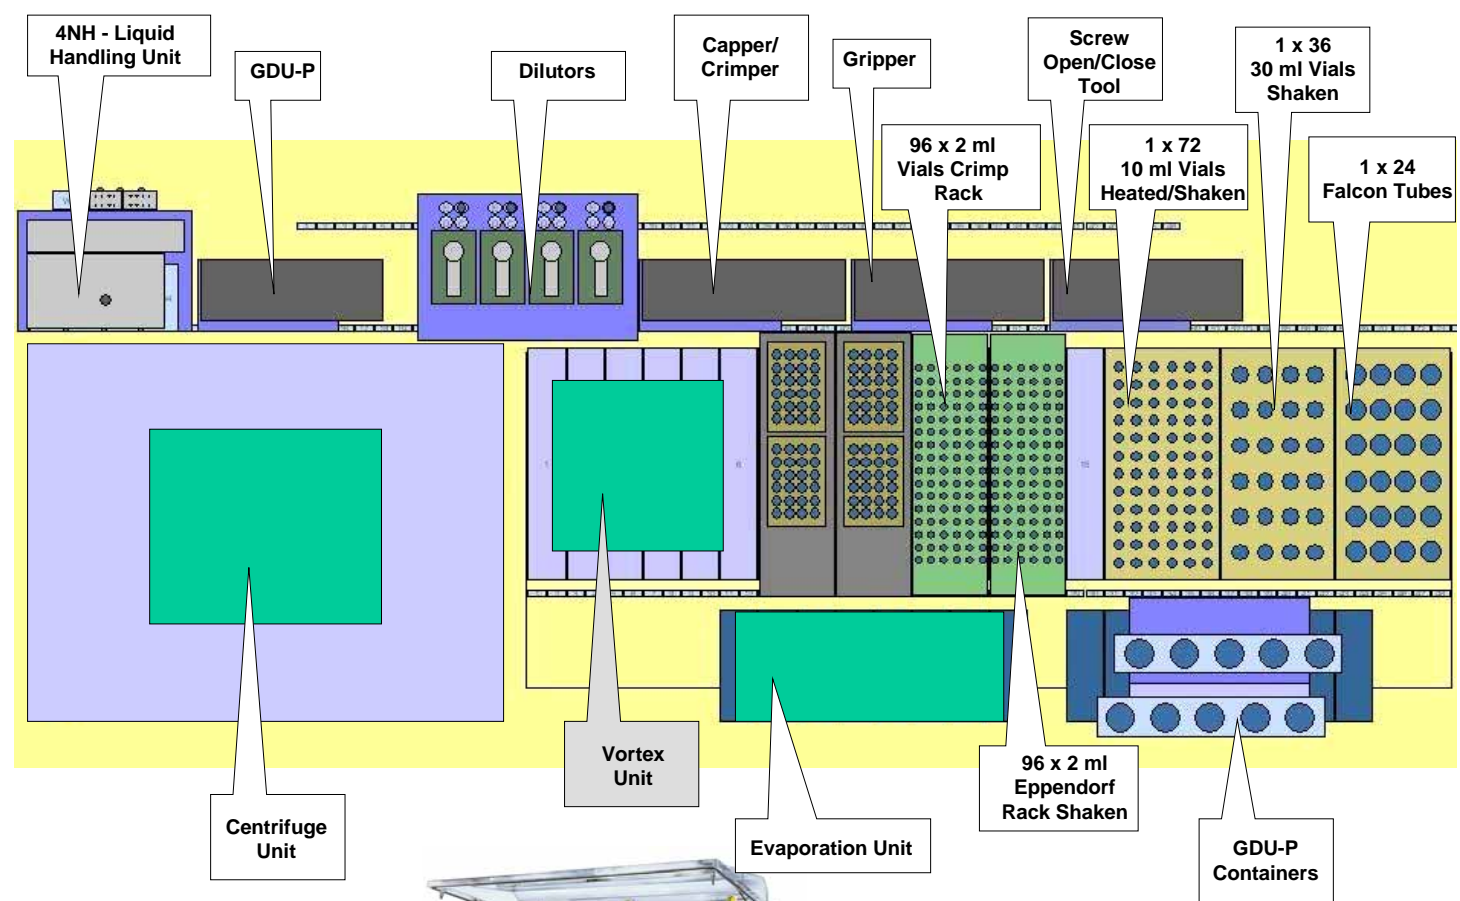 4NH - Liquid
Handling Unit
GDU-P
Dilutors
Capper/
Crimper
Gripper
Screw
Open/Close
Tool
1 x 36
30 ml Vials
Shaken
96 x 2 ml
Vials Crimp
Rack
1 x 72
10 ml Vials
Heated/Shaken
1 x 24
Falcon Tubes
Vortex
Unit
96 x 2 ml
Eppendorf
Rack Shaken
Centrifuge
Unit
Evaporation Unit
GDU-P
Containers